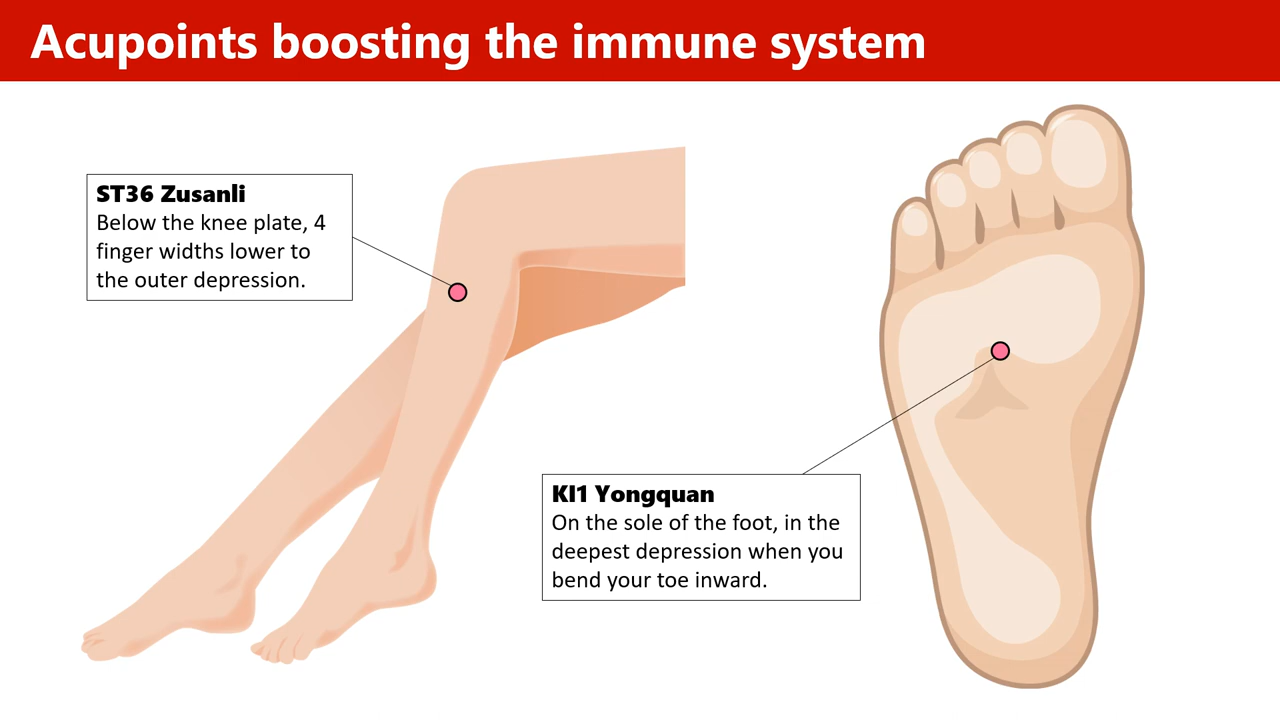 Acupoints boosting the immune system
ST36 Zusanli
Below the knee plate, 4
finger widths lower to
the outer depression.
KI1 Yongquan
On the sole of the foot, in the
deepest depression when you
bend your toe inward.